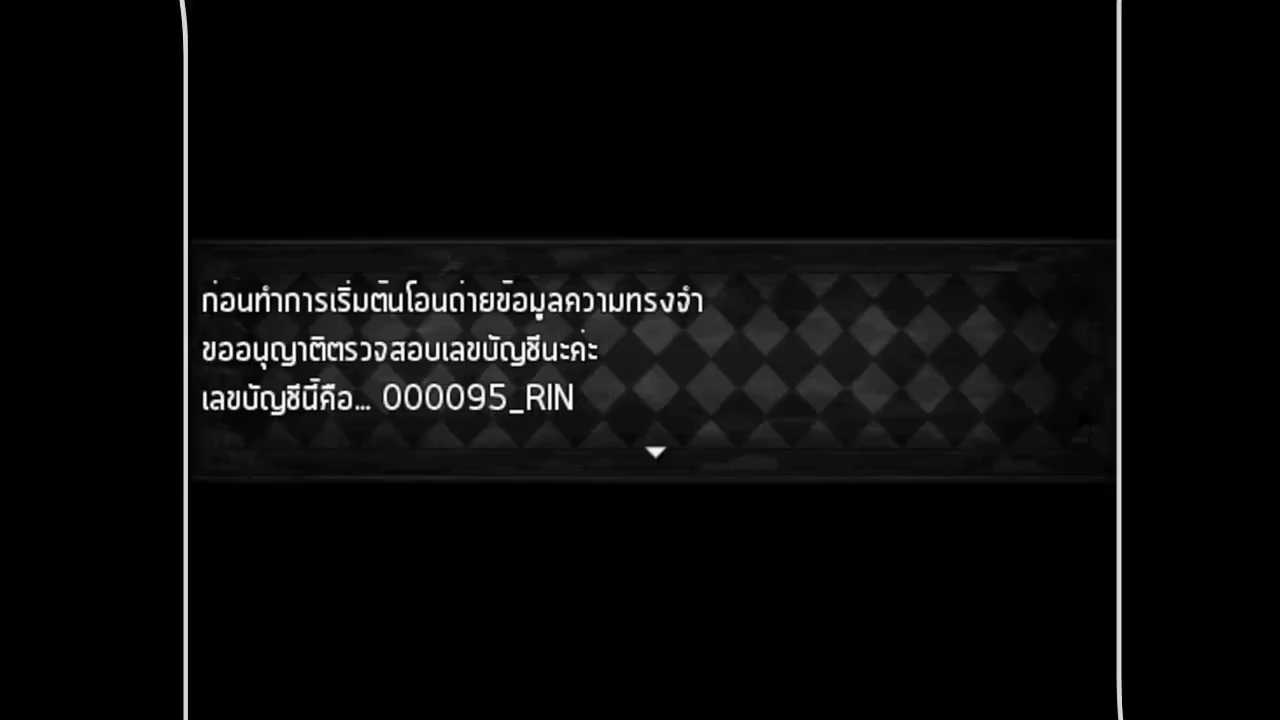 ก่อนทำการเริ่มต้นโอนถ่ายข้อมูลความทรงจำ
ขออนุญาติตรวจสอบเลขบัญชีนะค่ะ
เลขบัญชีนี้คือ... 000095_RIN